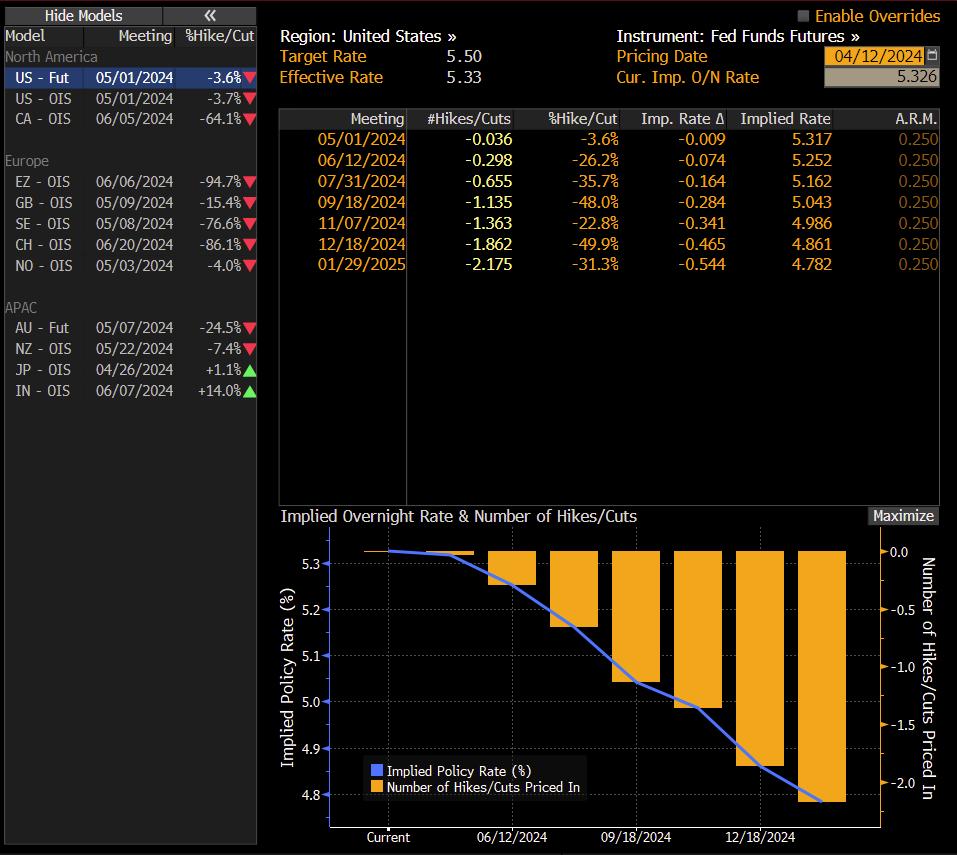 Hide Models «
Model Meeting %Hike/Cut
North America
US - Fut 05/01/2024 -3.6%
US - OIS 05/01/2024 -3.7%
CA - OIS 06/05/2024 -64.1%
Europe
EZ - OIS 06/06/2024 -94.7%
GB - OIS 05/09/2024 -15.4%
SE - OIS 05/08/2024 -76.6%
CH - OIS 06/20/2024 -86.1%
NO - OIS 05/03/2024 -4.0%
APAC
AU - Fut 05/07/2024 -24.5%
NZ - OIS 05/22/2024 -7.4%
JP - OIS 04/26/2024 +1.1%
IN - OIS 06/07/2024 +14.0%
Enable Overrides
Region: United States » Instrument: Fed Funds Futures »
Target Rate 5.50 Pricing Date 04/12/2024
Effective Rate 5.33 Cur. Imp. O/N Rate 5.326
Meeting #Hikes/Cuts %Hike/Cut Imp. Rate Δ Implied Rate A.R.M.
05/01/2024 -0.036 -3.6% -0.009 5.317 0.250
06/12/2024 -0.298 -26.2% -0.074 5.252 0.250
07/31/2024 -0.655 -35.7% -0.164 5.162 0.250
09/18/2024 -1.135 -48.0% -0.284 5.043 0.250
11/07/2024 -1.363 -22.8% -0.341 4.986 0.250
12/18/2024 -1.862 -49.9% -0.465 4.861 0.250
01/29/2025 -2.175 -31.3% -0.544 4.782 0.250
Implied Overnight Rate & Number of Hikes/Cuts Maximize
Implied Policy Rate (%)
5.3
5.2
5.1
5.0
4.9
4.8
Implied Policy Rate (%)
Number of Hikes/Cuts Priced In
0.0
-0.5
-1.0
-1.5
-2.0
Number of Hikes/Cuts Priced In
Current 06/12/2024 09/18/2024 12/18/2024